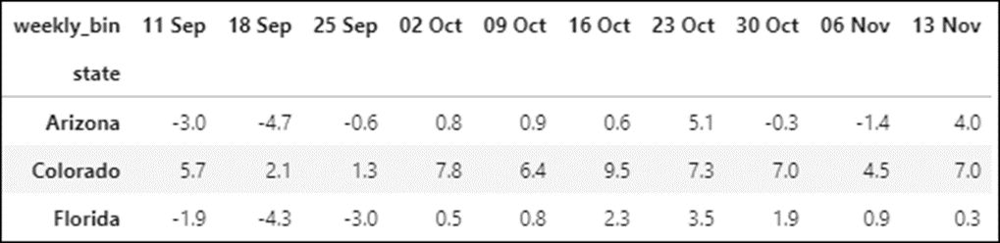 weekly_bin 11 Sep 18 Sep 25 Sep 02 Oct 09 Oct 16 Oct 23 Oct 30 Oct 06 Nov 13 Nov
state
Arizona -3.0 -4.7 -0.6 0.8 0.9 0.6 5.1 -0.3 -1.4 4.0
Colorado 5.7 2.1 1.3 7.8 6.4 9.5 7.3 7.0 4.5 7.0
Florida -1.9 -4.3 -3.0 0.5 0.8 2.3 3.5 1.9 0.9 0.3